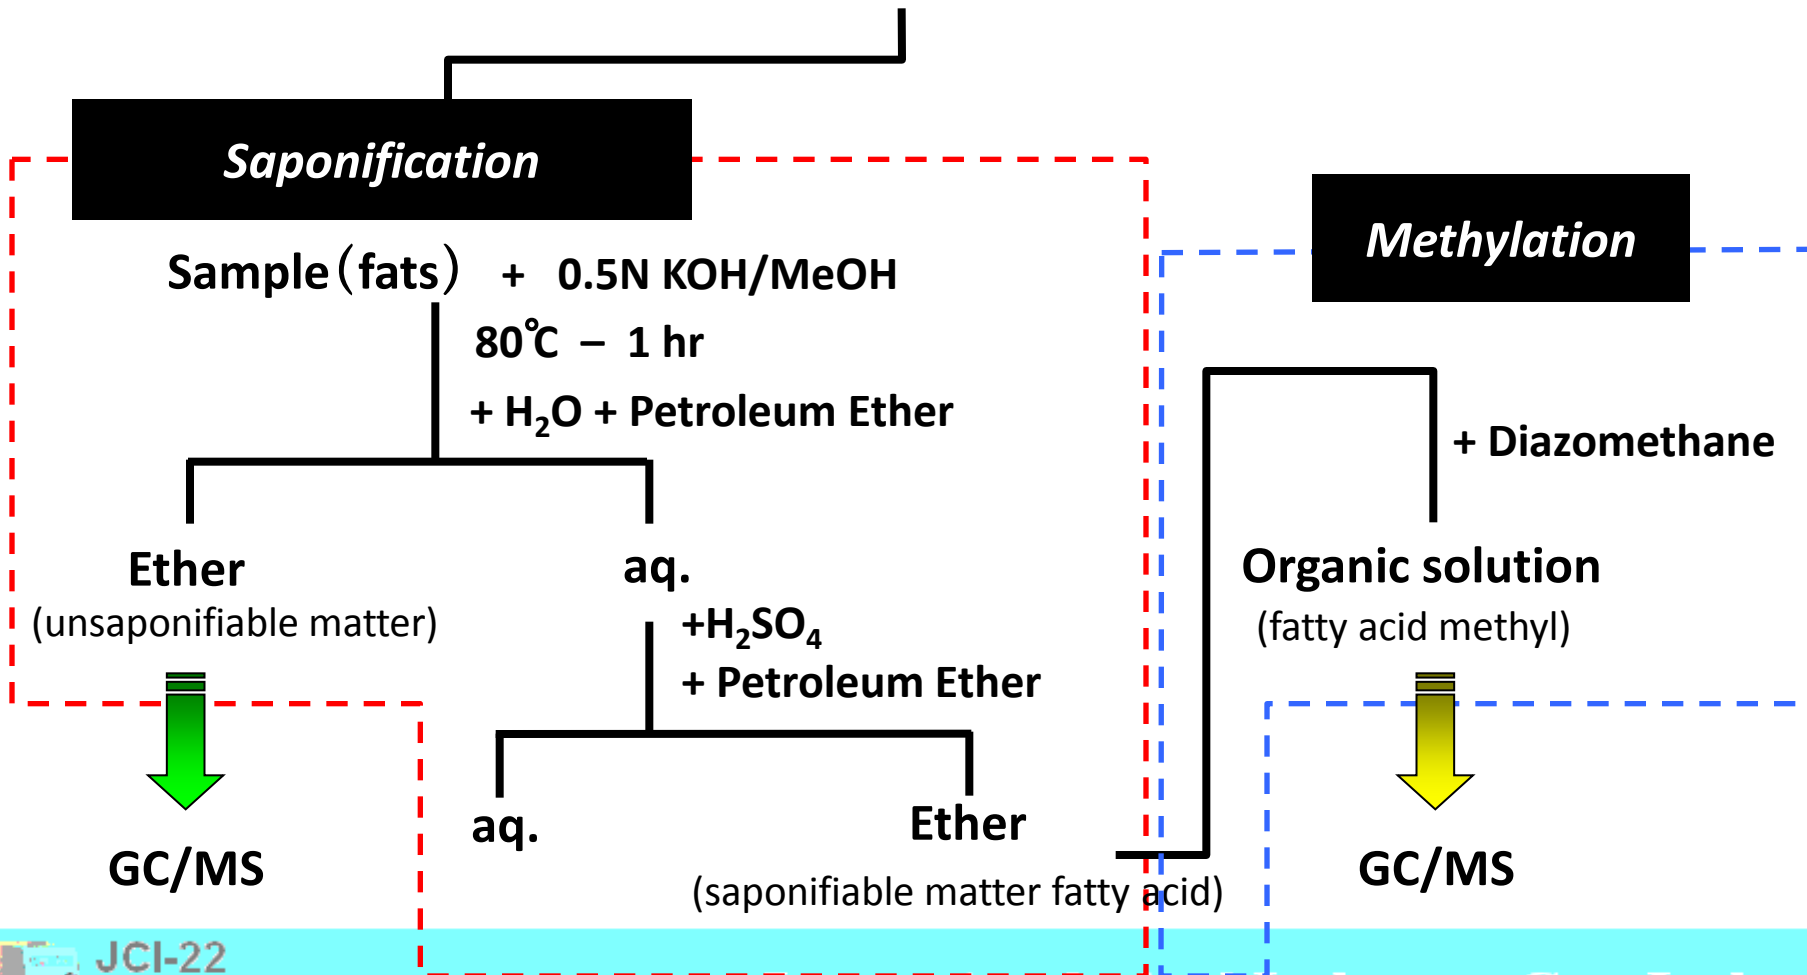 Saponification
Sample（fats） + 0.5N KOH/MeOH
80℃ – 1 hr
+ H₂O + Petroleum Ether
Ether
(unsaponifiable matter)
aq.
+H₂SO₄
+ Petroleum Ether
aq.
Ether
(saponifiable matter fatty acid)
GC/MS
Methylation
+ Diazomethane
Organic solution
(fatty acid methyl)
GC/MS
JCI-22